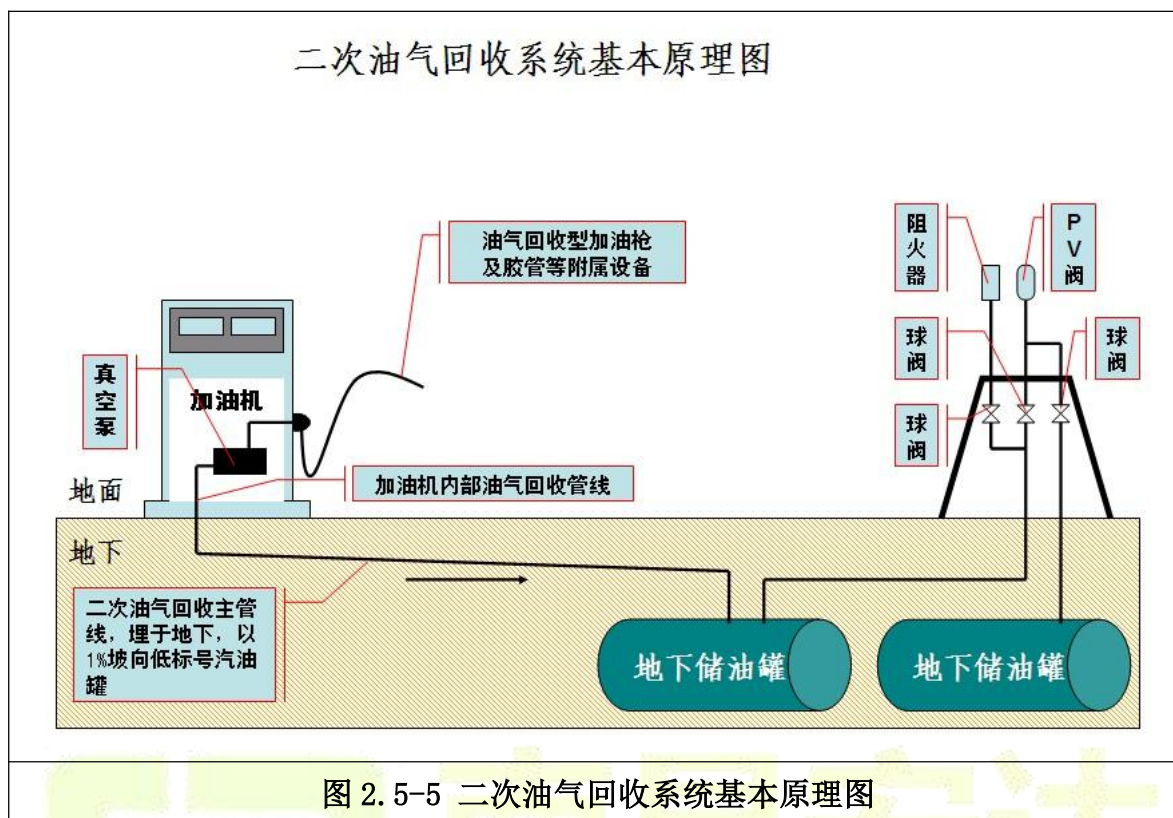 二次油气回收系统基本原理图
油气回收型加油枪
及胶管等附属设备
阻
火
器
P
V
阀
球
阀
球
阀
真
空
泵
加油机
球
阀
加油机内部油气回收管线
地面
地下
二次油气回收主管
线，埋于地下，以
1%坡向低标号汽油
罐
地下储油罐
地下储油罐
图 2.5-5 二次油气回收系统基本原理图